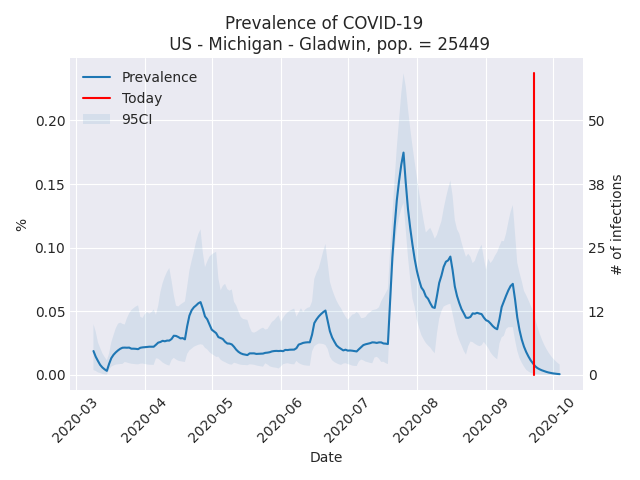 Prevalence of COVID-19
US - Michigan - Gladwin, pop. = 25449
Prevalence
Today
95CI
0.20
0.15
0.10
0.05
0.00
%
50
38
25
12
0
# of infections
2020-03
2020-04
2020-05
2020-06
2020-07
2020-08
2020-09
2020-10
Date